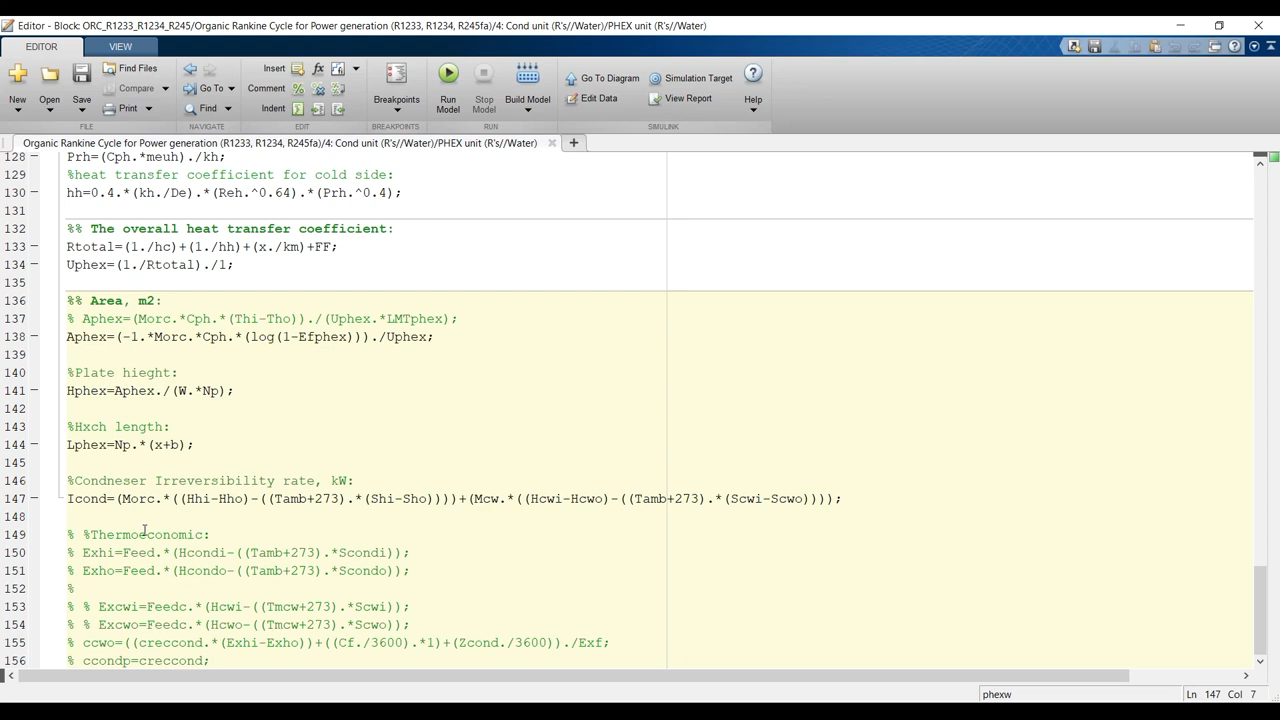 Editor - Block: ORC_R1233_R1234_R245/Organic Rankine Cycle for Power generation (R1233, R1234, R245fa)/4: Cond unit (R's//Water)/PHEX unit (R's//Water)
EDITOR VIEW
New Open Save Find Files Compare Print
Go To Find
Insert Comment Indent
Breakpoints
Run Model Stop Model Build Model
Go To Diagram Simulation Target
Edit Data View Report
Help
FILE NAVIGATE EDIT BREAKPOINTS RUN SIMULINK
Organic Rankine Cycle for Power generation (R1233, R1234, R245fa)/4: Cond unit (R's//Water)/PHEX unit (R's//Water)
128 Prh=(Cph.*meuh)./kh;
129 %heat transfer coefficient for cold side:
130 hh=0.4.*(kh./De).*(Reh.^0.64).*(Prh.^0.4);
131
132 %% The overall heat transfer coefficient:
133 Rtotal=(1./hc)+(1./hh)+(x./km)+FF;
134 Uphex=(1./Rtotal)./1;
135
136 %% Area, m2:
137 % Aphex=(Morc.*Cph.*(Thi-Tho))./(Uphex.*LMTphex);
138 Aphex=(-1.*Morc.*Cph.*(log(1-Efphex)))./Uphex;
139
140 %Plate hieght:
141 Hphex=Aphex./(W.*Np);
142
143 %Hxch length:
144 Lphex=Np.*(x+b);
145
146 %Condneser Irreversibility rate, kW:
147 Icond=(Morc.*((Hhi-Hho)-((Tamb+273).*(Shi-Sho))))+(Mcw.*((Hcwi-Hcwo)-((Tamb+273).*(Scwi-Scwo))));
148
149 % %Thermoeconomic:
150 % Exhi=Feed.*(Hcondi-((Tamb+273).*Scondi));
151 % Exho=Feed.*(Hcondo-((Tamb+273).*Scondo));
152 %
153 % % Excwi=Feedc.*(Hcwi-((Tmcw+273).*Scwi));
154 % % Excwo=Feedc.*(Hcwo-((Tmcw+273).*Scwo));
155 % ccwo=((creccond.*(Exhi-Exho))+((Cf./3600).*1)+(Zcond./3600))./Exf;
156 % ccondp=creccond;
phexw Ln 147 Col 7